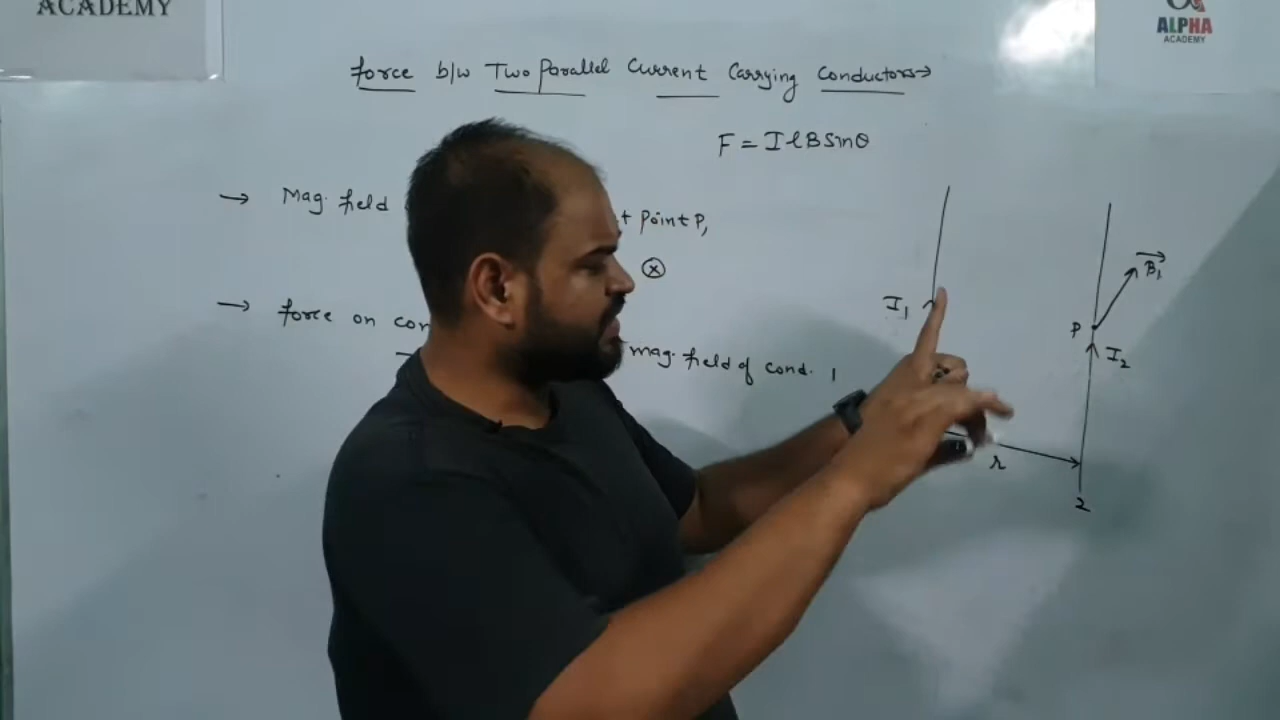 ACADEMY
ALPHA
ACADEMY
force b/w Two Parallel Current Carrying Conductors→
F = IlBSinθ
→ Mag. field
t Point P,
⊗
→ force on con
mag. field of cond. 1
I₁
B₁
P
I₂
r
2